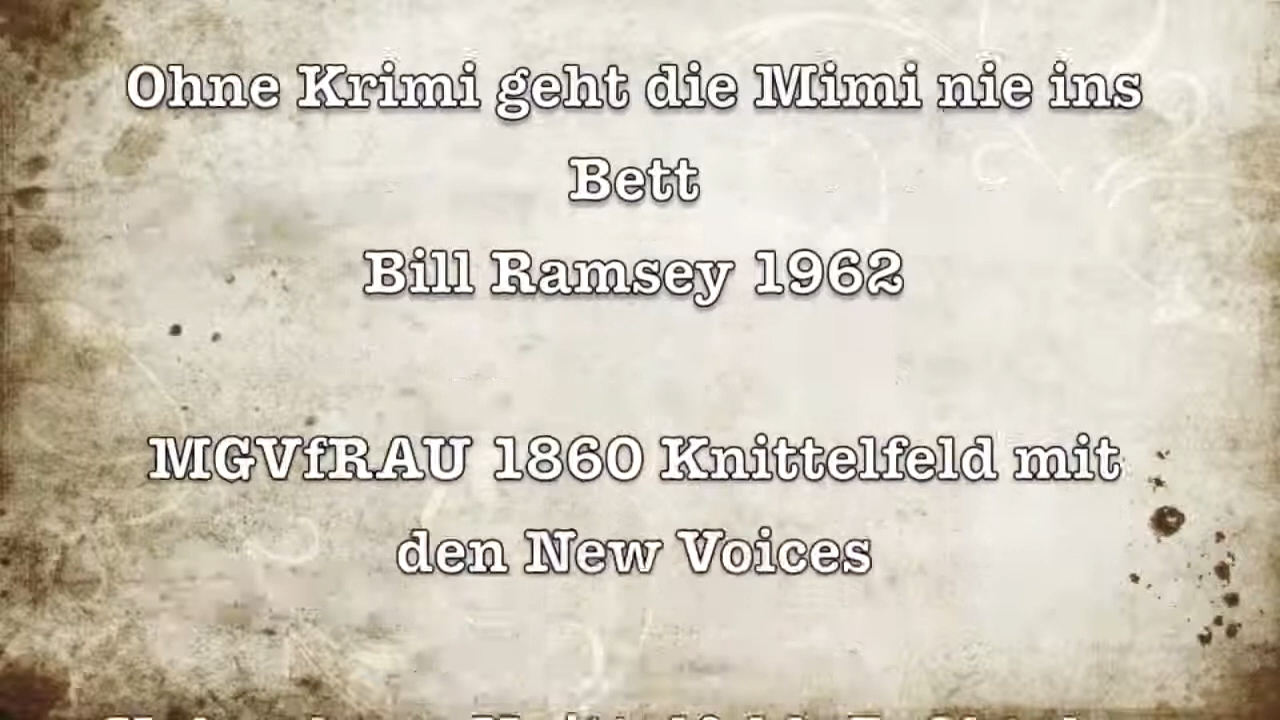 Ohne Krimi geht die Mimi nie ins
Bett
Bill Ramsey 1962
MGVfRAU 1860 Knittelfeld mit
den New Voices